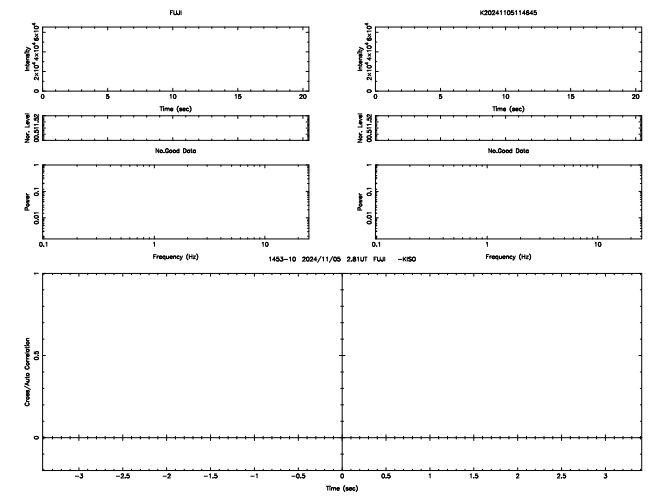 FUJI
K20241105114645
Intensity
0 2×10⁴ 4×10⁴ 6×10⁴
0 5 10 15 20
Time (sec)
Intensity
0 2×10⁴ 4×10⁴ 6×10⁴
0 5 10 15 20
Time (sec)
Nor. Level
00.511.52
No.Good Data
Nor. Level
00.511.52
No.Good Data
Power
1
0.1
0.01
0.1 1 10
Frequency (Hz)
Power
1
0.1
0.01
0.1 1 10
Frequency (Hz)
1453-10 2024/11/05 2.81UT FUJI -KISO
Cross/Auto Correlation
1
0.5
0
-3 -2.5 -2 -1.5 -1 -0.5 0 0.5 1 1.5 2 2.5 3
Time (sec)